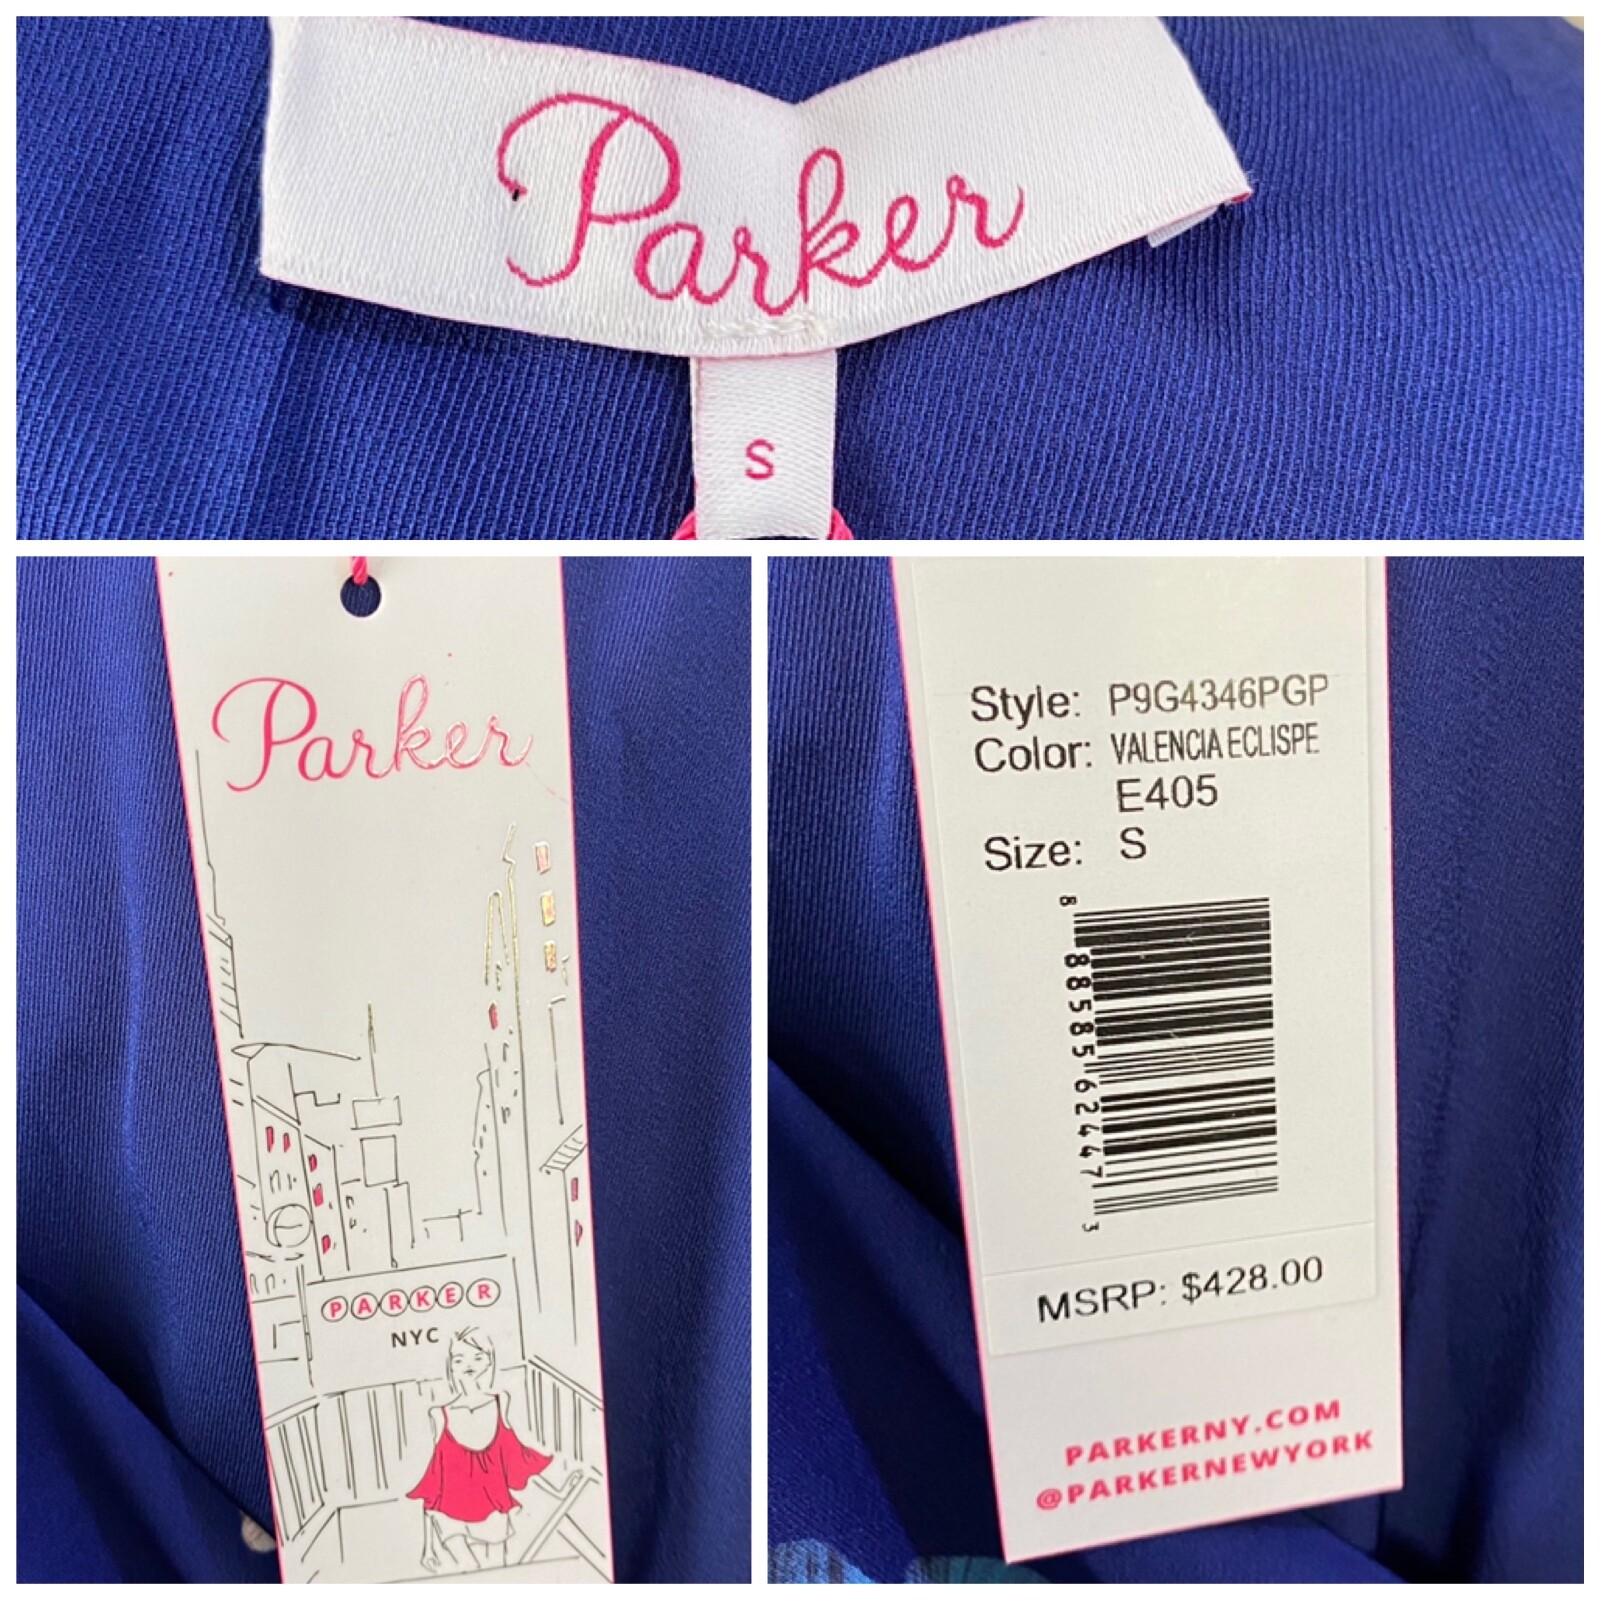 Parker
S
Parker
PARKER
NYC
Style: P9G4346PGP
Color: VALENCIA ECLISPE
E405
Size: S
8 88585 62447 3
MSRP: $428.00
PARKERNY.COM
@PARKERNEWYORK